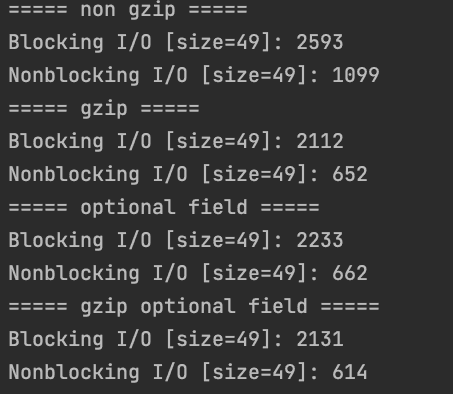 ===== non gzip =====
Blocking I/O [size=49]: 2593
Nonblocking I/O [size=49]: 1099
===== gzip =====
Blocking I/O [size=49]: 2112
Nonblocking I/O [size=49]: 652
===== optional field =====
Blocking I/O [size=49]: 2233
Nonblocking I/O [size=49]: 662
===== gzip optional field =====
Blocking I/O [size=49]: 2131
Nonblocking I/O [size=49]: 614